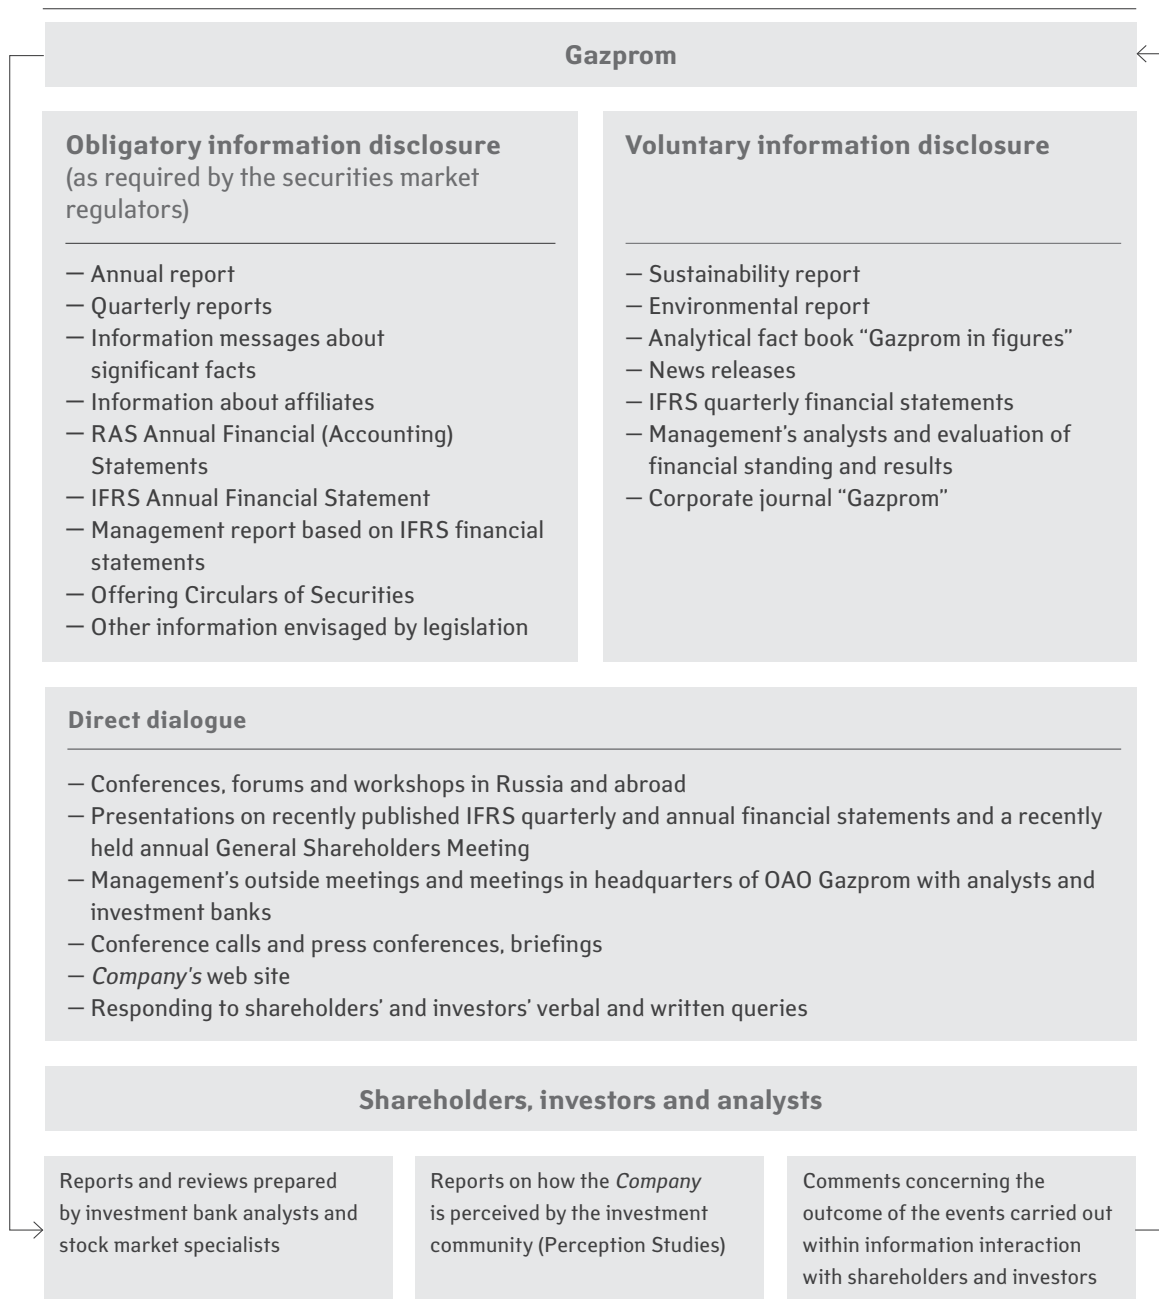 Gazprom
Obligatory information disclosure
(as required by the securities market
regulators)
— Annual report
— Quarterly reports
— Information messages about
significant facts
— Information about affiliates
— RAS Annual Financial (Accounting)
Statements
— IFRS Annual Financial Statement
— Management report based on IFRS financial
statements
— Offering Circulars of Securities
— Other information envisaged by legislation
Voluntary information disclosure
— Sustainability report
— Environmental report
— Analytical fact book “Gazprom in figures”
— News releases
— IFRS quarterly financial statements
— Management’s analysts and evaluation of
financial standing and results
— Corporate journal “Gazprom”
Direct dialogue
— Conferences, forums and workshops in Russia and abroad
— Presentations on recently published IFRS quarterly and annual financial statements and a recently
held annual General Shareholders Meeting
— Management’s outside meetings and meetings in headquarters of OAO Gazprom with analysts and
investment banks
— Conference calls and press conferences, briefings
— Company's web site
— Responding to shareholders’ and investors’ verbal and written queries
Shareholders, investors and analysts
Reports and reviews prepared
by investment bank analysts and
stock market specialists
Reports on how the Company
is perceived by the investment
community (Perception Studies)
Comments concerning the
outcome of the events carried out
within information interaction
with shareholders and investors